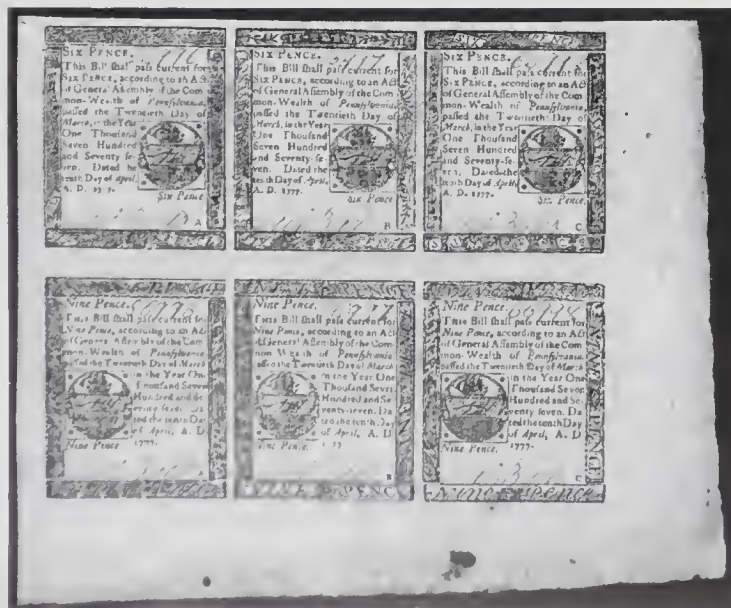 SIX PENCE.
This Bill shall paſs current for
SIX PENCE, according to an Act
of General Aſſembly of the Com
mon-Wealth of Pennſylvania,
paſſed the Twentieth Day of
March, in the Year
One Thouſand
Seven Hundred
and Seventy-ſe-
ven. Dated the
tenth Day of April,
A. D. 1777.
Six Pence
A
SIX PENCE.
This Bill ſhall paſs current for
SIX PENCE, according to an Act
of General Aſſembly of the Com
mon-Wealth of Pennſylvania,
paſſed the Twentieth Day of
March, in the Year
One Thouſand
Seven Hundred
and Seventy-ſe-
ven. Dated the
tenth Day of April,
A. D. 1777.
Six Pence
B
SIX PENCE
SIX PENCE.
This Bill ſhall paſs current for
SIX PENCE, according to an Act
of General Aſſembly of the Com
mon-Wealth of Pennſylvania,
paſſed the Twentieth Day of
March, in the Year
One Thouſand
Seven Hundred
and Seventy-ſe-
ven. Dated the
tenth Day of April,
A. D. 1777.
Six Pence
C
Nine Pence.
THIS Bill ſhall paſs current for
Nine Pence, according to an Act
of General Aſſembly of the Com
mon-Wealth of Pennſylvania
paſſed the Twentieth Day of March
in the Year One
Thouſand Seven
Hundred and Se-
venty ſeven. Da-
ted the tenth Day
of April, A. D.
1777.
Nine Pence
Nine Pence.
THIS Bill ſhall paſs current for
Nine Pence, according to an Act
of General Aſſembly of the Com
mon-Wealth of Pennſylvania
paſſed the Twentieth Day of March
in the Year One
Thouſand Seven
Hundred and Se-
venty-ſeven. Da-
ted the tenth Day
of April, A. D
1777
Nine Pence
B
PENC
Nine Pence.
THIS Bill ſhall paſs current for
Nine Pence, according to an Act
of General Aſſembly of the Com
mon-Wealth of Pennſylvania.
paſſed the Twentieth Day of March
in the Year One
Thouſand Seven
Hundred and Se-
venty ſeven. Da-
ted the tenth Day
of April, A. D
1777.
Nine Pence.
C
NINE PENCE
Nine Pence